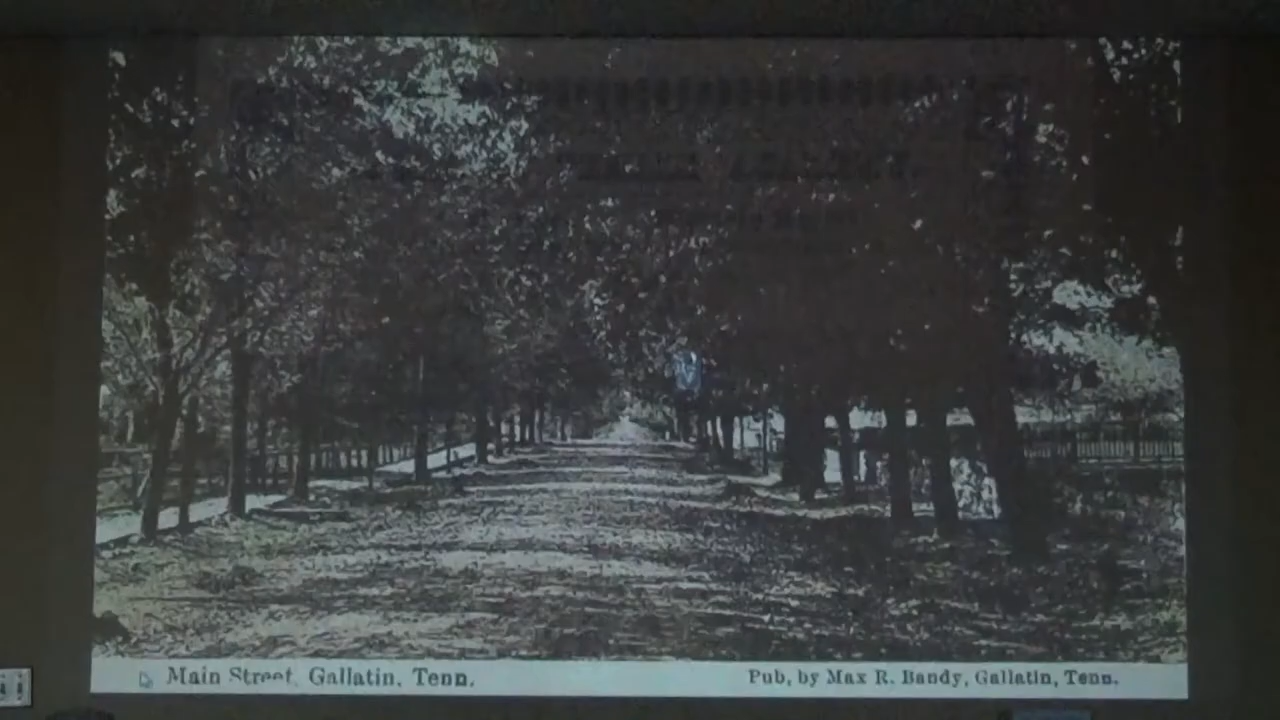 Main Street, Gallatin, Tenn.
Pub, by Max R. Bandy, Gallatin, Tenn.